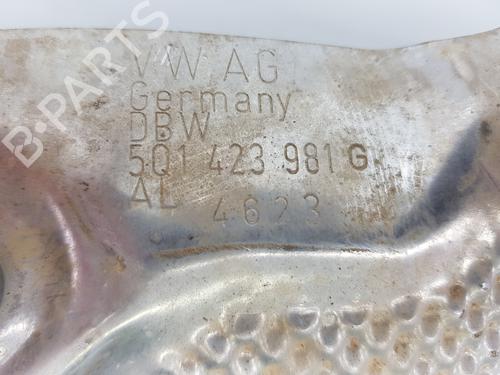 VW AG
Germany
DBW
5Q1 423 981 G
AL
4623
B-PARTS